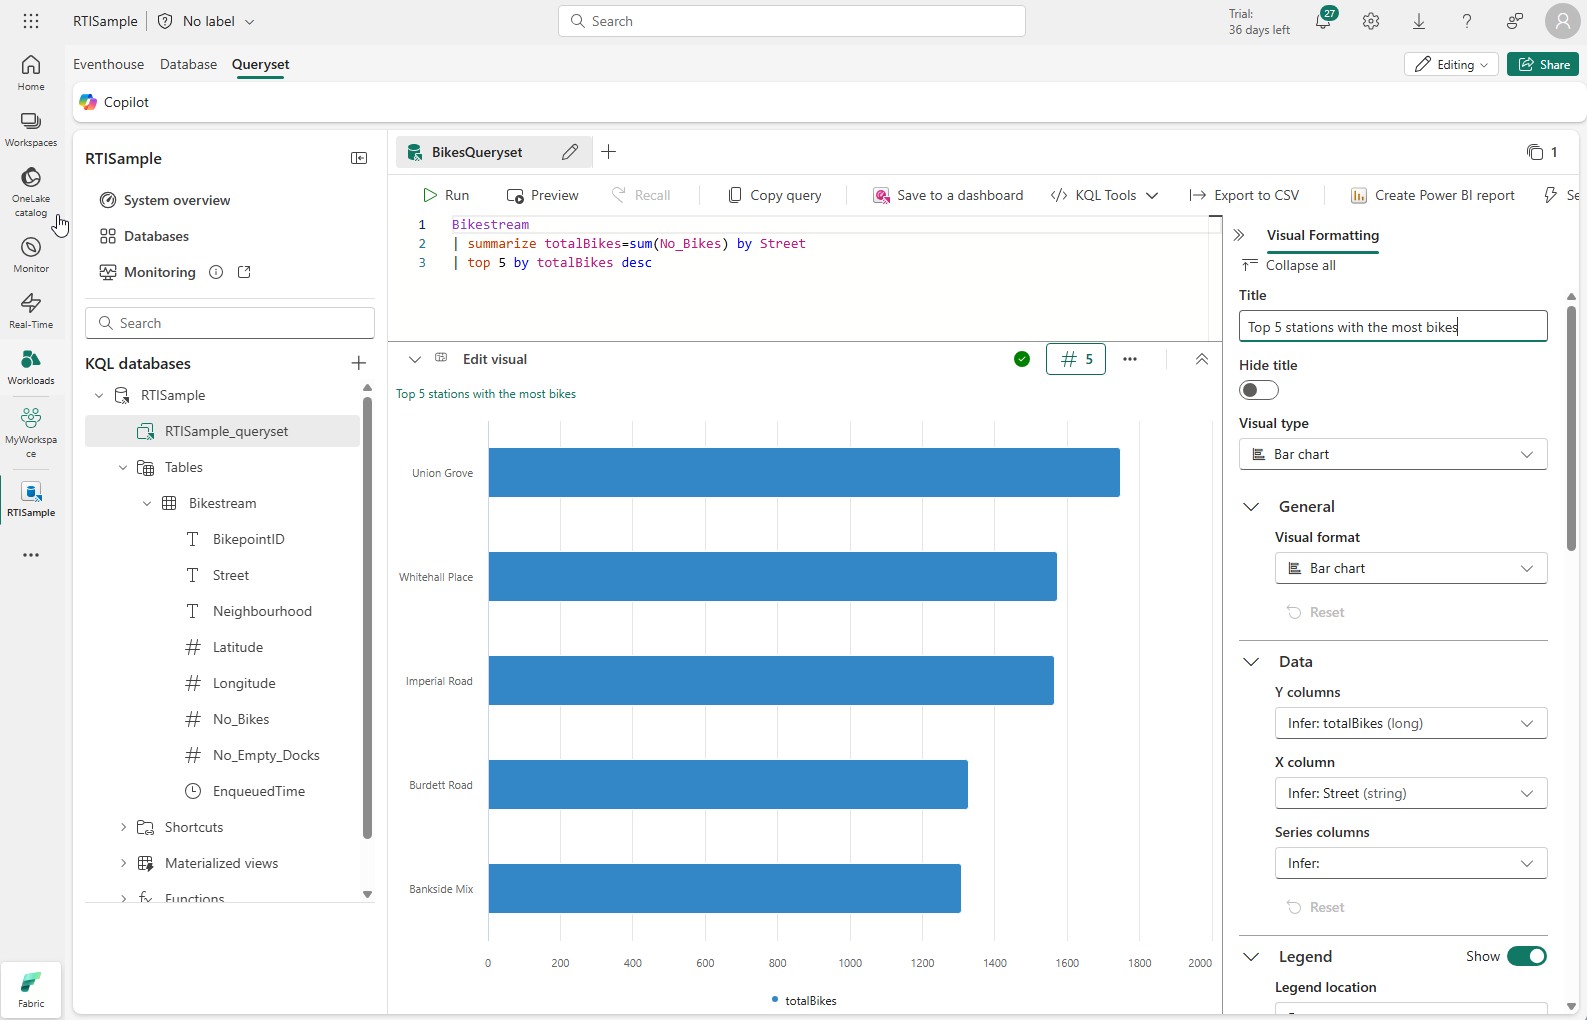 RTISample
No label
Search
Trial:
36 days left
27
?
Home
Workspaces
OneLake
catalog
Monitor
Real-Time
Workloads
MyWorkspa
ce
RTISample
Fabric
Eventhouse
Database
Queryset
Editing
Share
Copilot
RTISample
System overview
Databases
Monitoring
Search
KQL databases
RTISample
RTISample_queryset
Tables
Bikestream
BikepointID
Street
Neighbourhood
Latitude
Longitude
No_Bikes
No_Empty_Docks
EnqueuedTime
Shortcuts
Materialized views
Functions
BikesQueryset
1
Run
Preview
Recall
Copy query
Save to a dashboard
KQL Tools
Export to CSV
Create Power BI report
Se
1 Bikestream
2 | summarize totalBikes=sum(No_Bikes) by Street
3 | top 5 by totalBikes desc
Edit visual
5
Top 5 stations with the most bikes
Union Grove
Whitehall Place
Imperial Road
Burdett Road
Bankside Mix
0 200 400 600 800 1000 1200 1400 1600 1800 2000
totalBikes
Visual Formatting
Collapse all
Title
Top 5 stations with the most bikes
Hide title
Visual type
Bar chart
General
Visual format
Bar chart
Reset
Data
Y columns
Infer: totalBikes (long)
X column
Infer: Street (string)
Series columns
Infer:
Reset
Legend
Show
Legend location